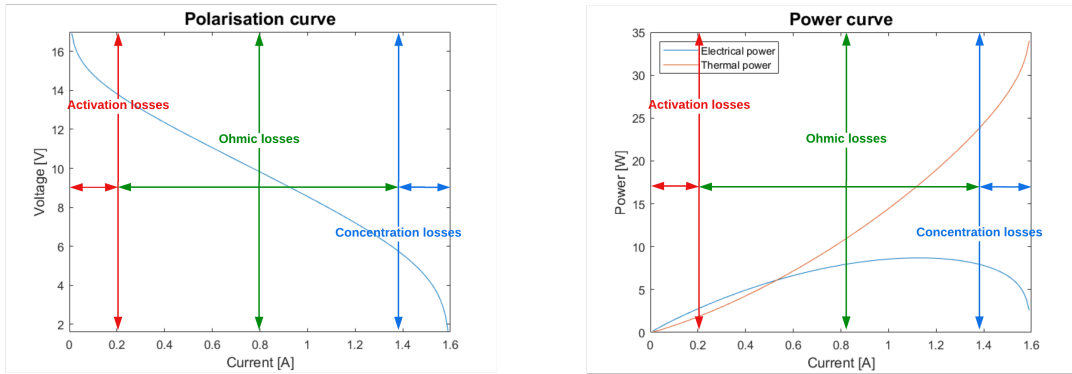 Polarisation curve
16
14
12
10
8
6
4
2
Voltage [V]
Activation losses
Ohmic losses
Concentration losses
0
0.2
0.4
0.6
0.8
1
1.2
1.4
1.6
Current [A]
Power curve
35
30
25
20
15
10
5
0
Power [W]
Electrical power
Thermal power
Activation losses
Ohmic losses
Concentration losses
0
0.2
0.4
0.6
0.8
1
1.2
1.4
1.6
Current [A]